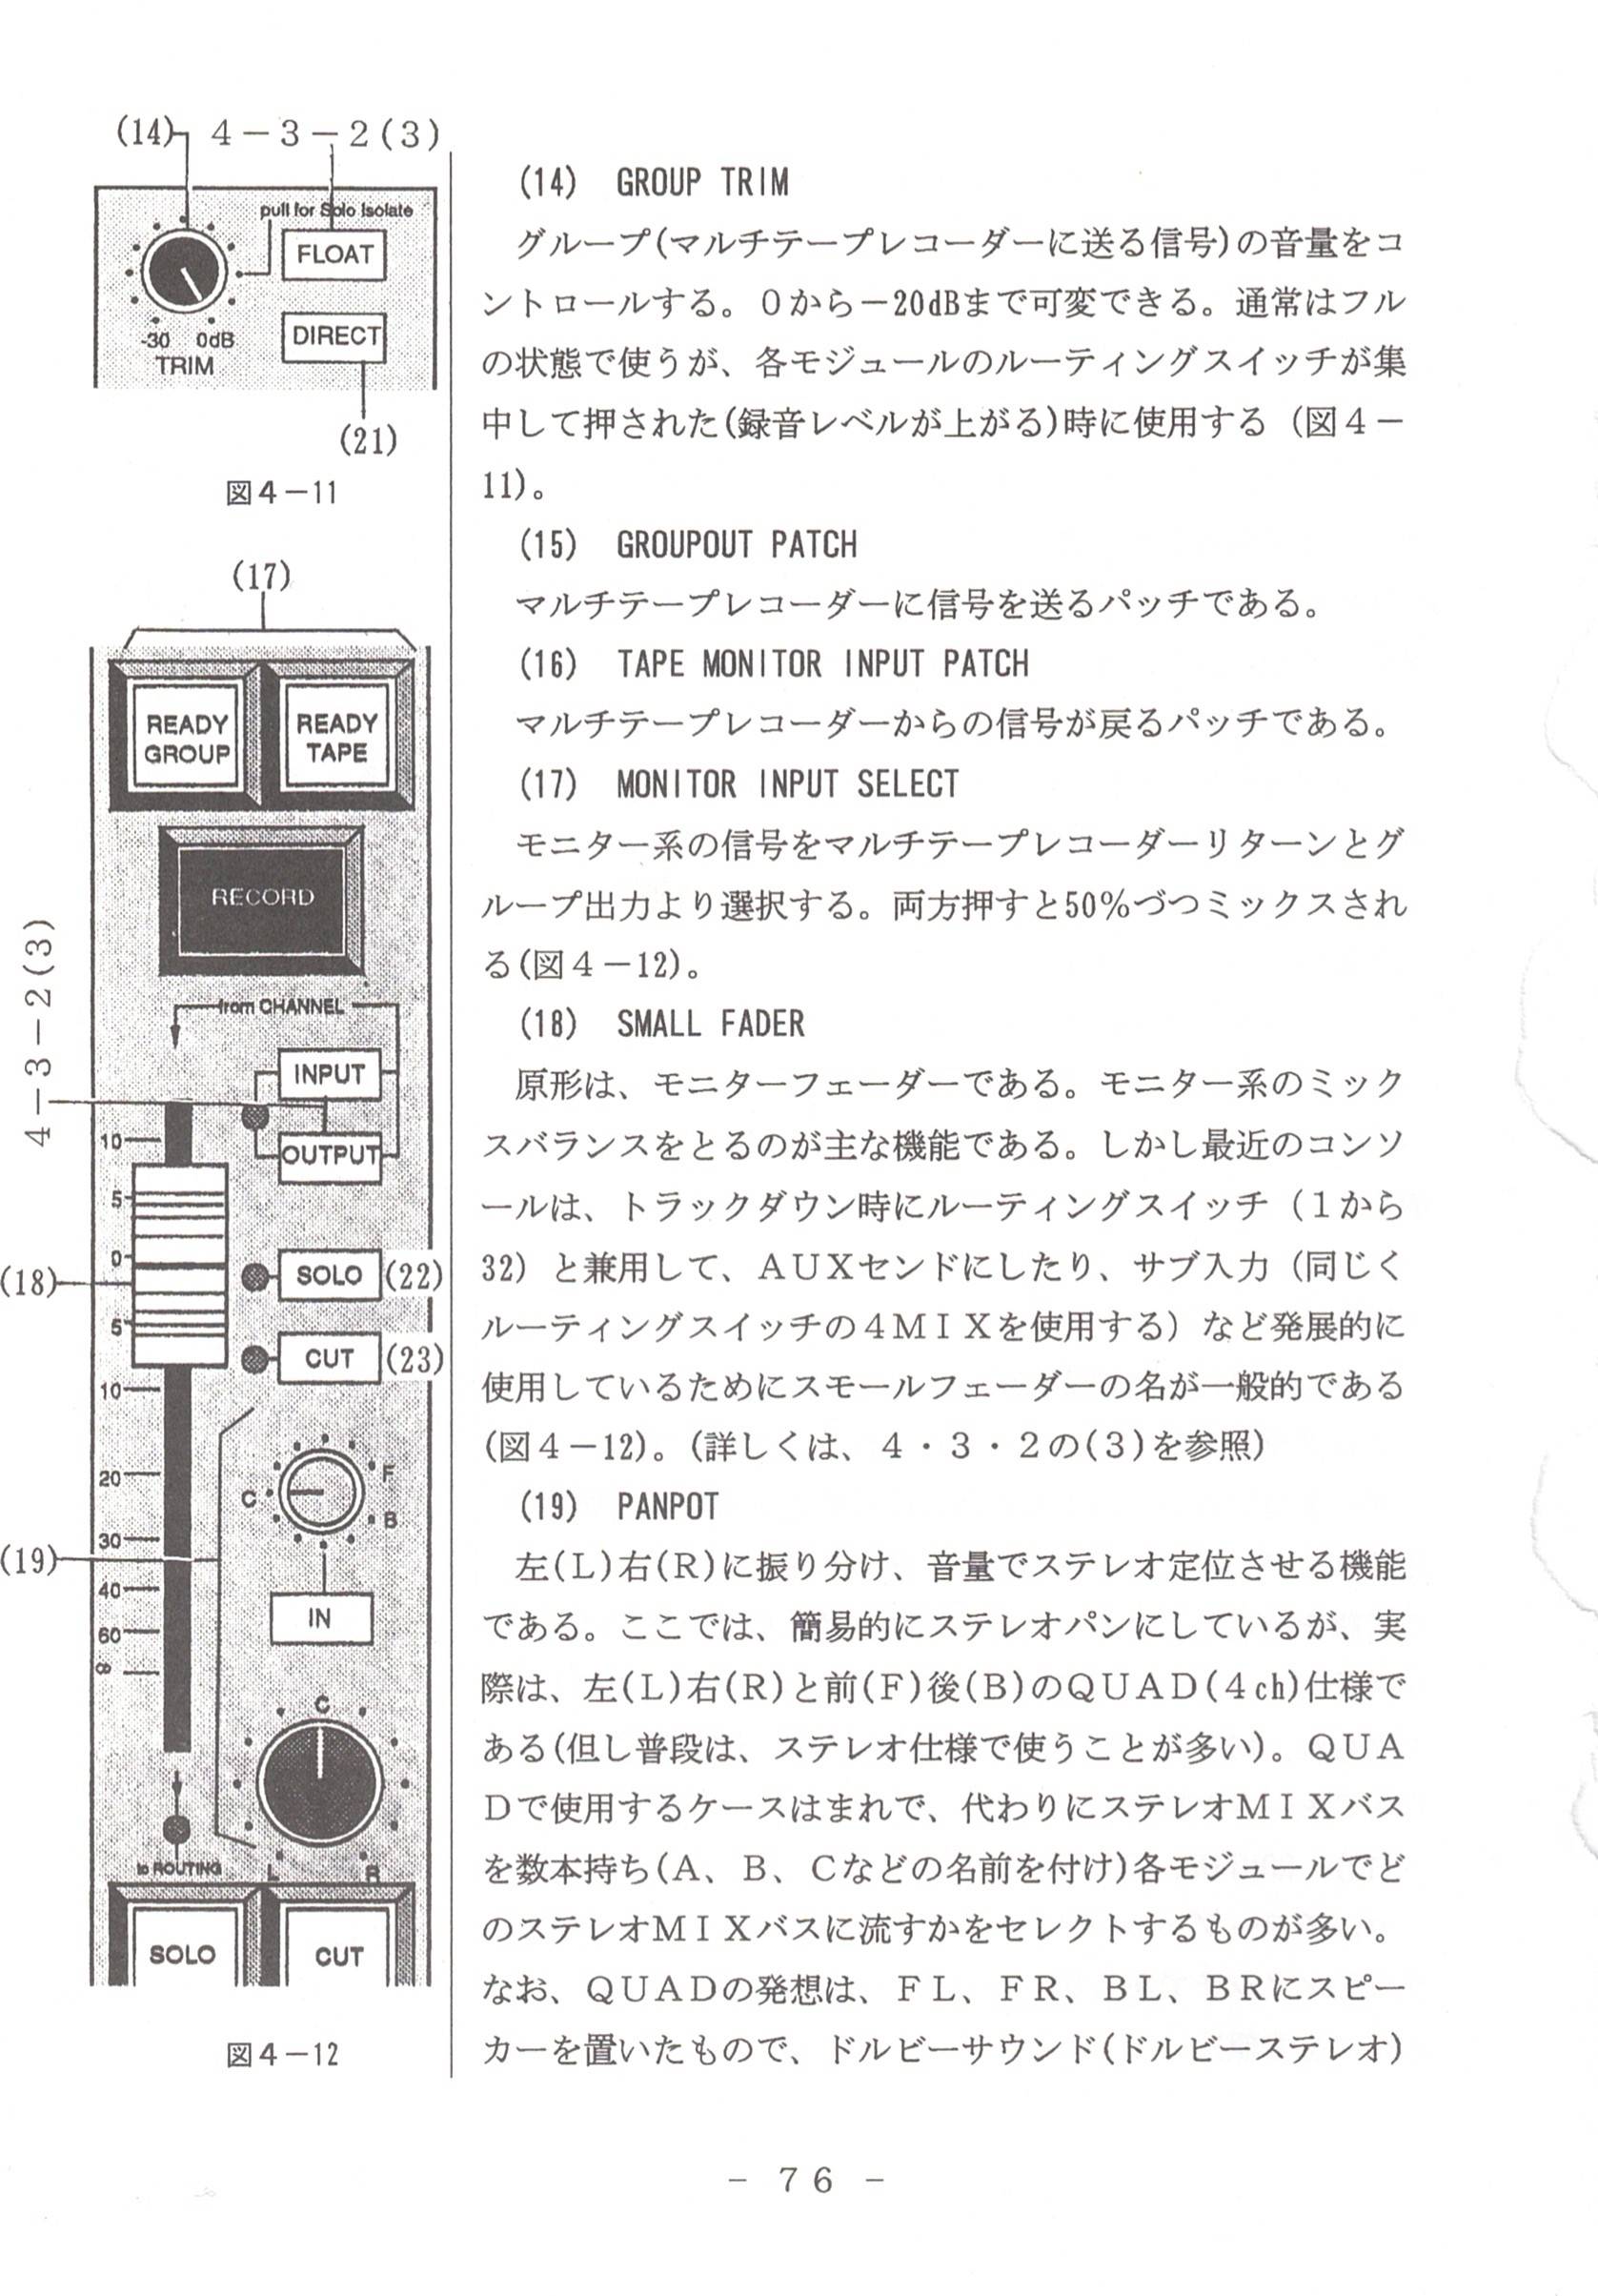 (14) 4－3－2(3)
pull for Solo Isolate
FLOAT
DIRECT
-30 0dB
TRIM
(21)
図4－11
(17)
READY READY
GROUP TAPE
RECORD
4－3－2(3)
from CHANNEL
INPUT
OUTPUT
10
5
0
(18)
SOLO (22)
5
CUT (23)
10
F
20
C
B
(19)
30
40
IN
60
∞
C
to ROUTING
L R
SOLO CUT
図4－12
(14) GROUP TRIM
グループ(マルチテープレコーダーに送る信号)の音量をコ
ントロールする。0から－20dBまで可変できる。通常はフル
の状態で使うが、各モジュールのルーティングスイッチが集
中して押された(録音レベルが上がる)時に使用する（図4－
11)。
(15) GROUPOUT PATCH
マルチテープレコーダーに信号を送るパッチである。
(16) TAPE MONITOR INPUT PATCH
マルチテープレコーダーからの信号が戻るパッチである。
(17) MONITOR INPUT SELECT
モニター系の信号をマルチテープレコーダーリターンとグ
ループ出力より選択する。両方押すと50％づつミックスされ
る(図4－12)。
(18) SMALL FADER
原形は、モニターフェーダーである。モニター系のミック
スバランスをとるのが主な機能である。しかし最近のコンソ
ールは、トラックダウン時にルーティングスイッチ（1から
32）と兼用して、ＡＵＸセンドにしたり、サブ入力（同じく
ルーティングスイッチの4ＭＩＸを使用する）など発展的に
使用しているためにスモールフェーダーの名が一般的である
(図4－12)。(詳しくは、4・3・2の(3)を参照)
(19) PANPOT
左(L)右(R)に振り分け、音量でステレオ定位させる機能
である。ここでは、簡易的にステレオパンにしているが、実
際は、左(L)右(R)と前(F)後(B)のＱＵＡＤ(4ch)仕様で
ある(但し普段は、ステレオ仕様で使うことが多い)。ＱＵＡ
Ｄで使用するケースはまれで、代わりにステレオＭＩＸバス
を数本持ち(Ａ、Ｂ、Ｃなどの名前を付け)各モジュールでど
のステレオＭＩＸバスに流すかをセレクトするものが多い。
なお、ＱＵＡＤの発想は、ＦＬ、ＦＲ、ＢＬ、ＢＲにスピー
カーを置いたもので、ドルビーサウンド(ドルビーステレオ)
- 76 -